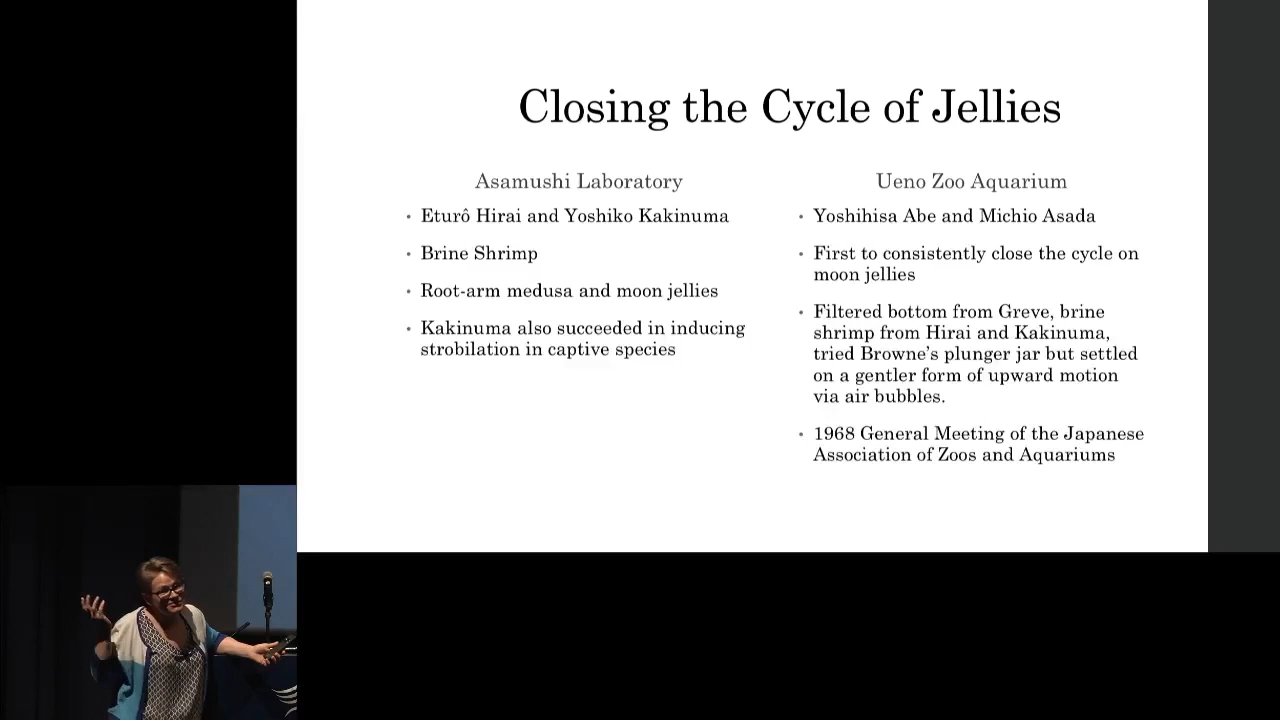 Closing the Cycle of Jellies
Asamushi Laboratory
• Eturô Hirai and Yoshiko Kakinuma
• Brine Shrimp
• Root-arm medusa and moon jellies
• Kakinuma also succeeded in inducing
strobilation in captive species
Ueno Zoo Aquarium
• Yoshihisa Abe and Michio Asada
• First to consistently close the cycle on
moon jellies
• Filtered bottom from Greve, brine
shrimp from Hirai and Kakinuma,
tried Browne’s plunger jar but settled
on a gentler form of upward motion
via air bubbles.
• 1968 General Meeting of the Japanese
Association of Zoos and Aquariums